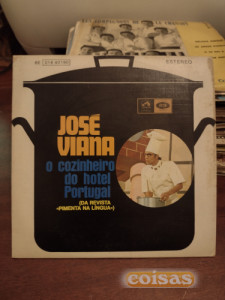 ESTÉREO
JOSÉ
VIANA
o cozinheiro
do hotel
Portugal
(DA REVISTA
«PIMENTA NA LÍNGUA»)
coisas